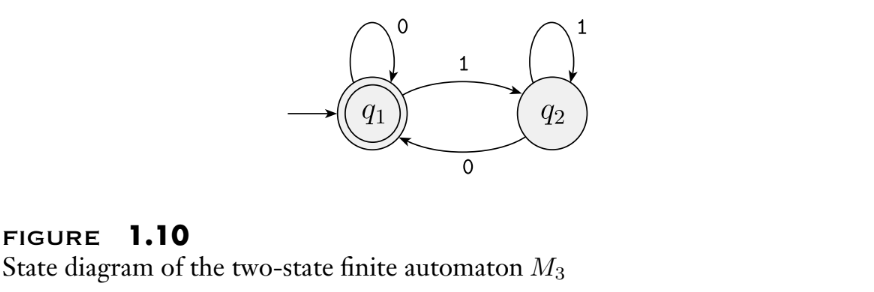 0
1
1
q1
q2
0
FIGURE 1.10
State diagram of the two-state finite automaton M3